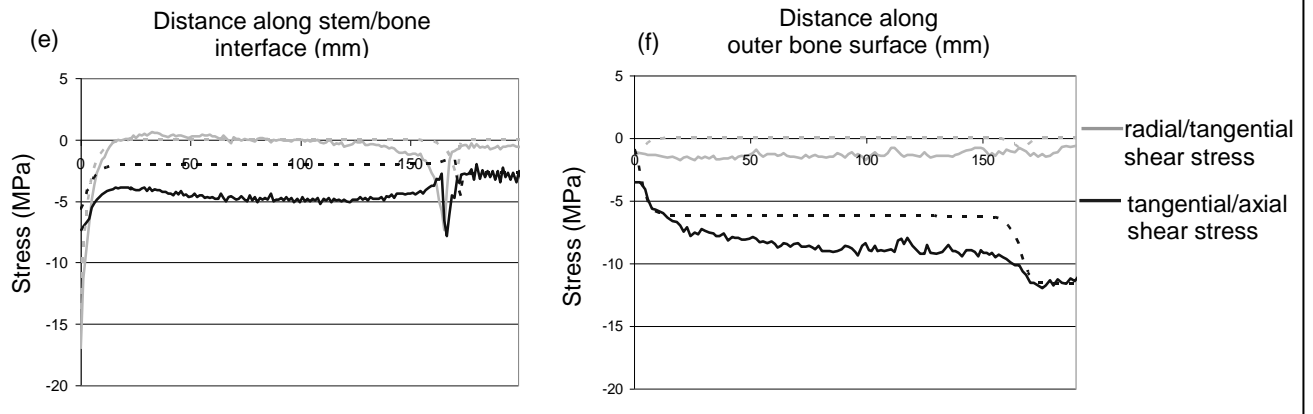 (e)
Distance along stem/bone
interface (mm)
Stress (MPa)
5
0
-5
-10
-15
-20
0
50
100
150
(f)
Distance along
outer bone surface (mm)
Stress (MPa)
5
0
-5
-10
-15
-20
0
50
100
150
radial/tangential
shear stress
tangential/axial
shear stress